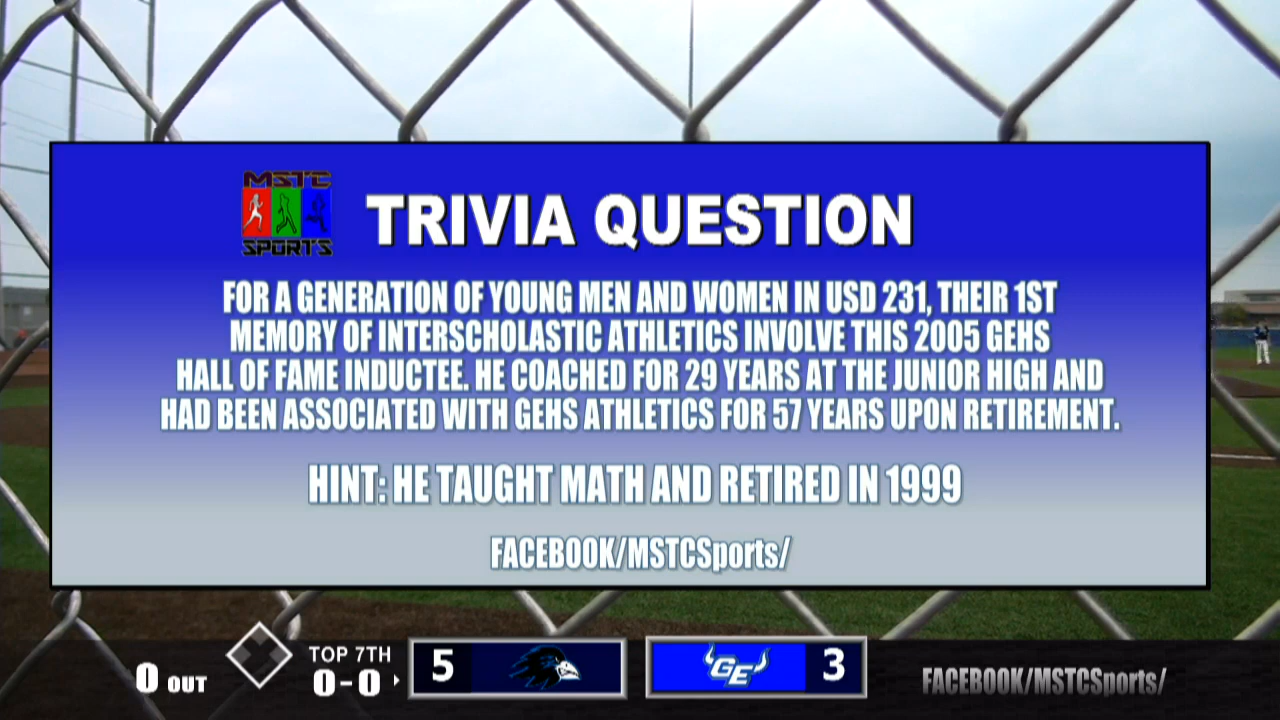 MSTC
SPORTS
TRIVIA QUESTION
FOR A GENERATION OF YOUNG MEN AND WOMEN IN USD 231, THEIR 1ST
MEMORY OF INTERSCHOLASTIC ATHLETICS INVOLVE THIS 2005 GEHS
HALL OF FAME INDUCTEE. HE COACHED FOR 29 YEARS AT THE JUNIOR HIGH AND
HAD BEEN ASSOCIATED WITH GEHS ATHLETICS FOR 57 YEARS UPON RETIREMENT.
HINT: HE TAUGHT MATH AND RETIRED IN 1999
FACEBOOK/MSTCSports/
0 OUT
TOP 7TH
0-0
5
GE
3
FACEBOOK/MSTCSports/